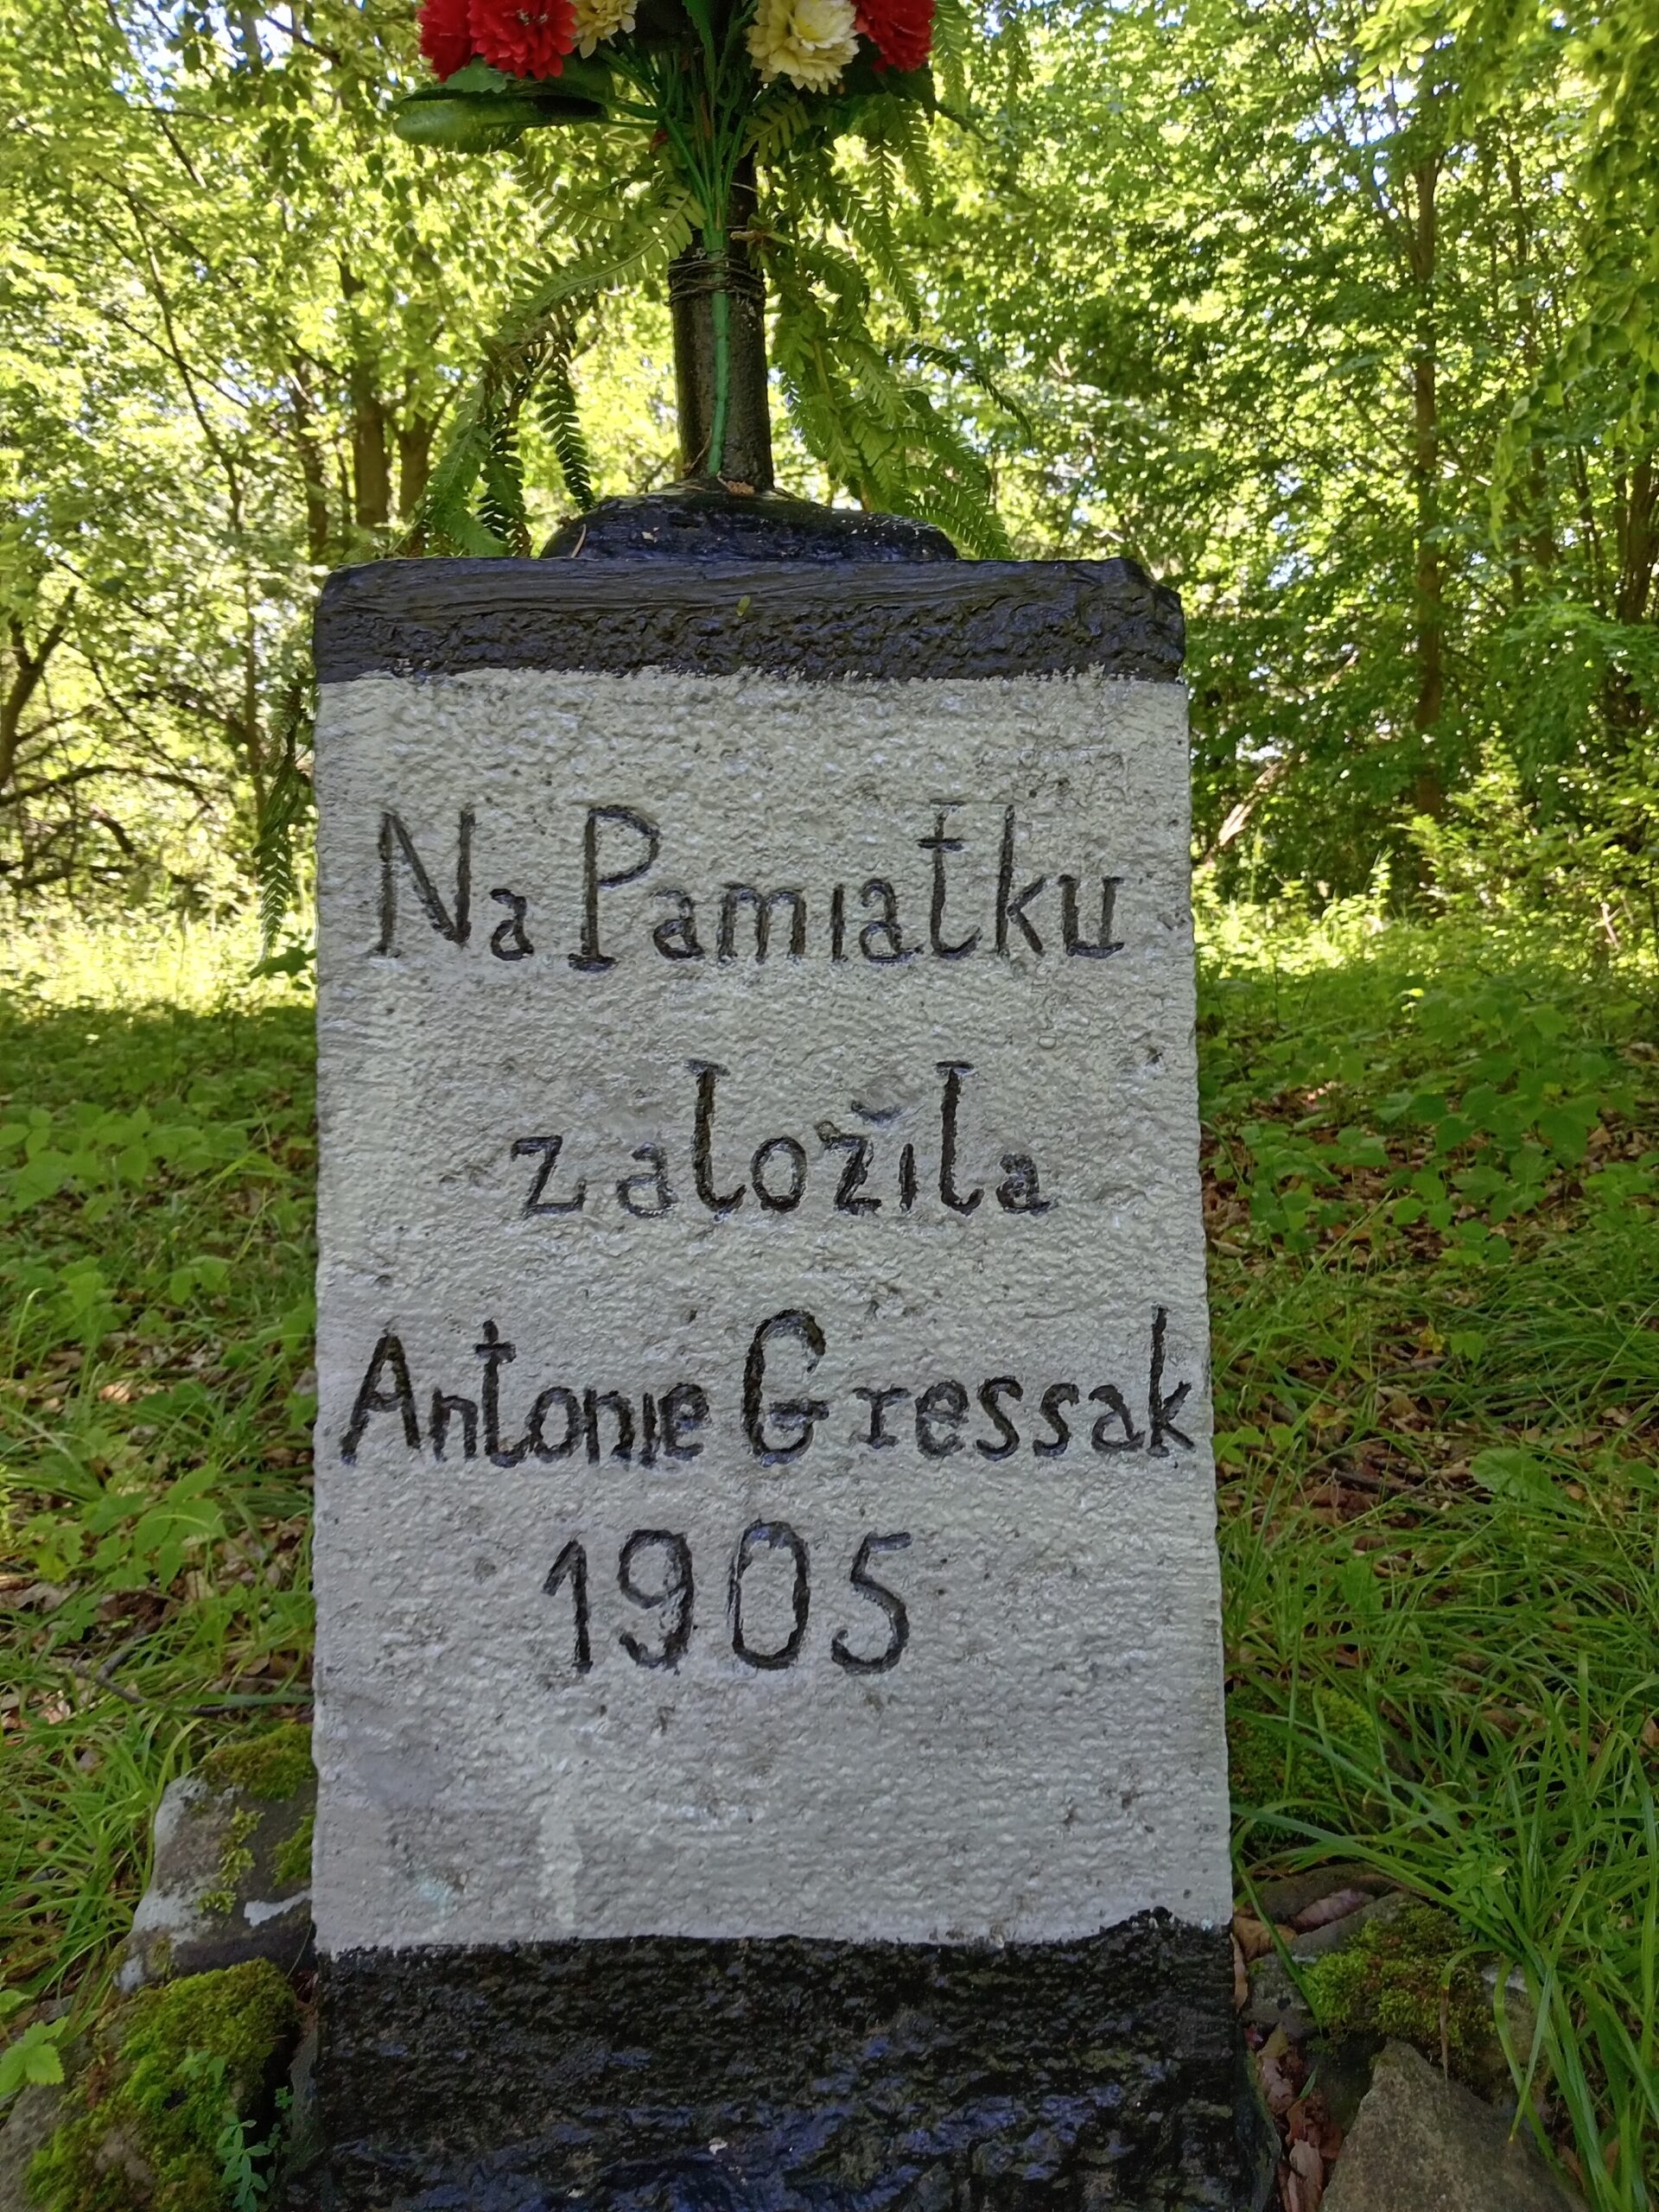 Na Pamiatku
založila
Antonie Gressak
1905